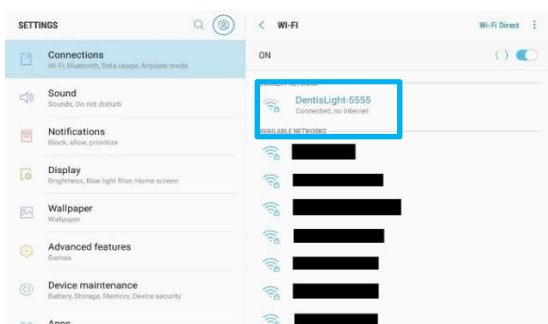 SETTINGS
Connections
Wi-Fi, Bluetooth, Data usage, Airplane mode
Sound
Sounds, Do not disturb
Notifications
Block, allow, prioritize
Display
Brightness, Blue light filter, Home screen
Wallpaper
Wallpaper
Advanced features
Games
Device maintenance
Battery, Storage, Memory, Device security
Apps
WI-FI
Wi-Fi Direct
ON
CURRENT NETWORK
DentisLight-5555
Connected, no Internet
AVAILABLE NETWORKS